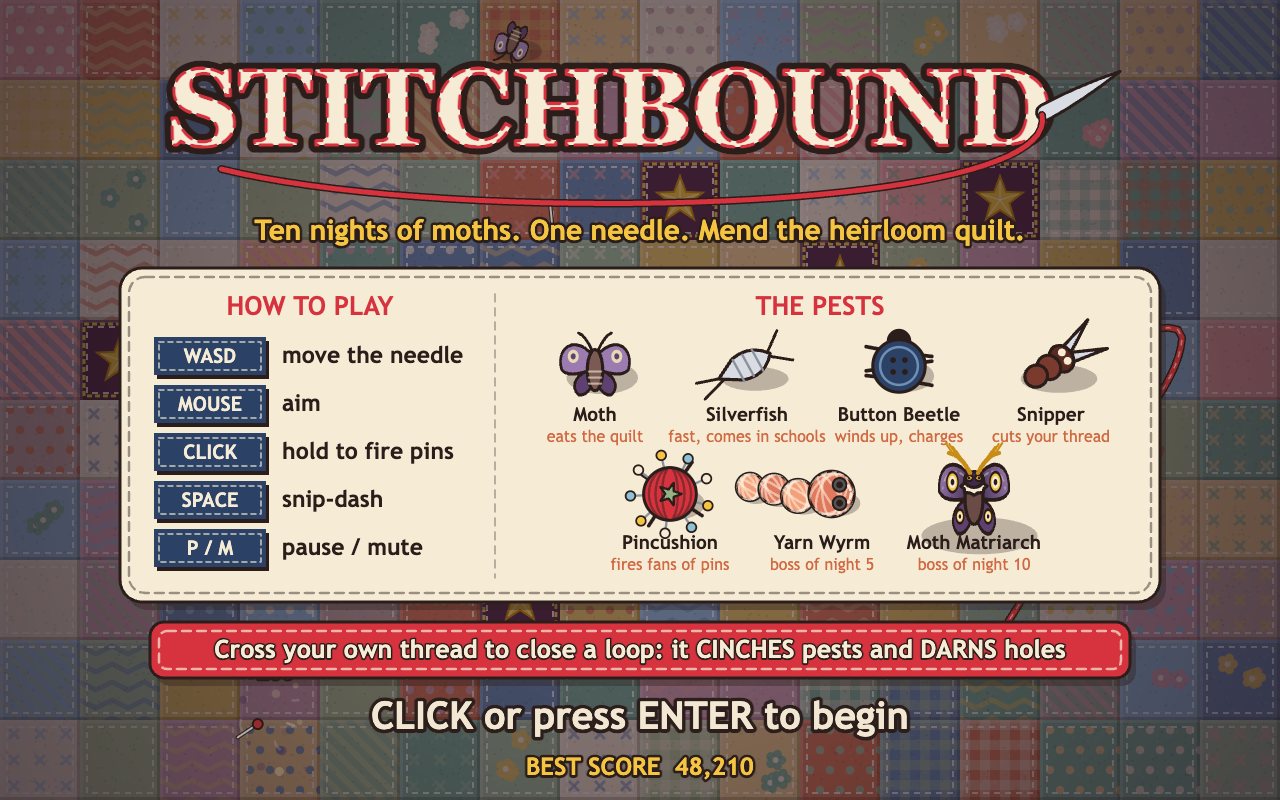 STITCHBOUND
Ten nights of moths. One needle. Mend the heirloom quilt.
HOW TO PLAY
WASD move the needle
MOUSE aim
CLICK hold to fire pins
SPACE snip-dash
P / M pause / mute
THE PESTS
Moth Silverfish Button Beetle Snipper
eats the quilt fast, comes in schools winds up, charges cuts your thread
Pincushion Yarn Wyrm Moth Matriarch
fires fans of pins boss of night 5 boss of night 10
Cross your own thread to close a loop: it CINCHES pests and DARNS holes
CLICK or press ENTER to begin
BEST SCORE 48,210